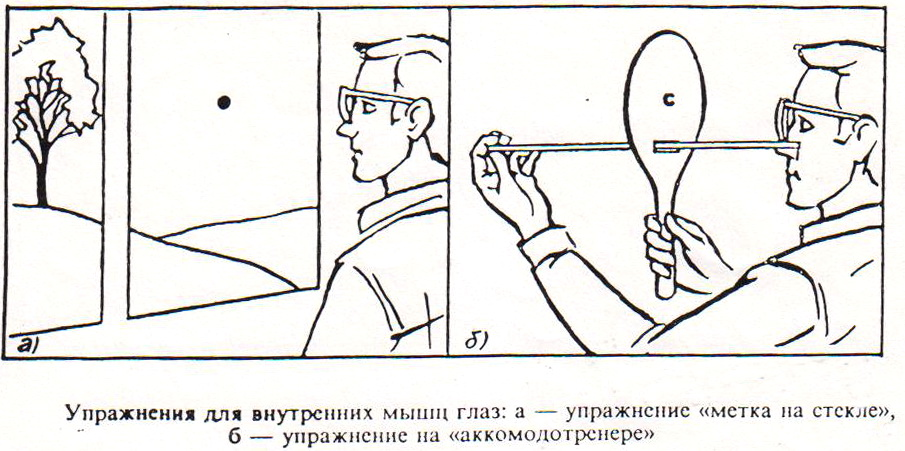 с
а)
б)
Упражнения для внутренних мышц глаз: а — упражнение «метка на стекле»,
б — упражнение на «аккомодотренере»